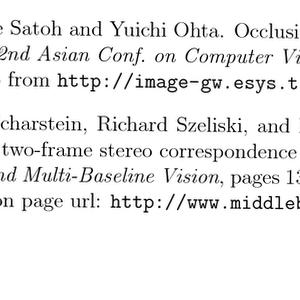 Satoh and Yuichi Ohta. Occlusi
2nd Asian Conf. on Computer Vi
from http://image-gw.esys.t
charstein, Richard Szeliski, and
two-frame stereo correspondence
nd Multi-Baseline Vision, pages 13
on page url: http://www.middleb